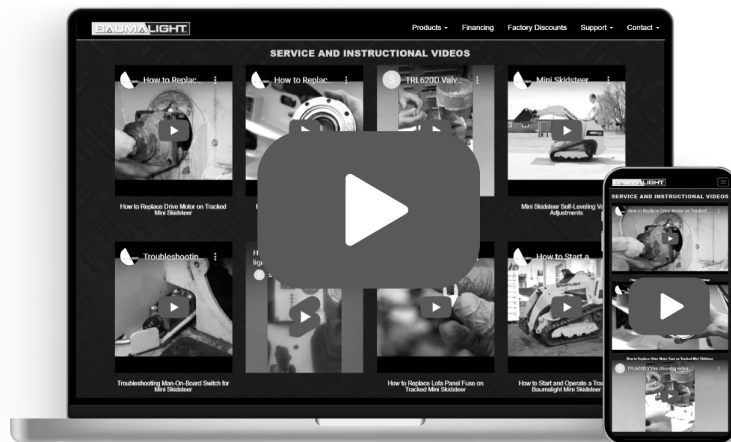 BAUMALIGHT
Products
Financing
Factory Discounts
Support
Contact
SERVICE AND INSTRUCTIONAL VIDEOS
How to Replac...
How to Replac...
S
TRL620D Valv...
Mini Skidsteer
How to Replace Drive Motor on Tracked
Mini Skidsteer
Mini Skidsteer Self-Leveling
Adjustments
Troubleshootin...
S
How to Start a
Troubleshooting Man-On-Board Switch for
Mini Skidsteer
How to Replace Lofa Panel Fuse on
Tracked Mini Skidsteer
How to Start and Operate a
Baumalight Mini Skidsteer
BAUMALIGHT
SERVICE AND INSTRUCTIONAL VIDEOS
How to Replace Drive Motor on Tracked
How to Replace Drive Motor Seal on Tracked Mini Skidsteer
TRL620D Valve cleaning video